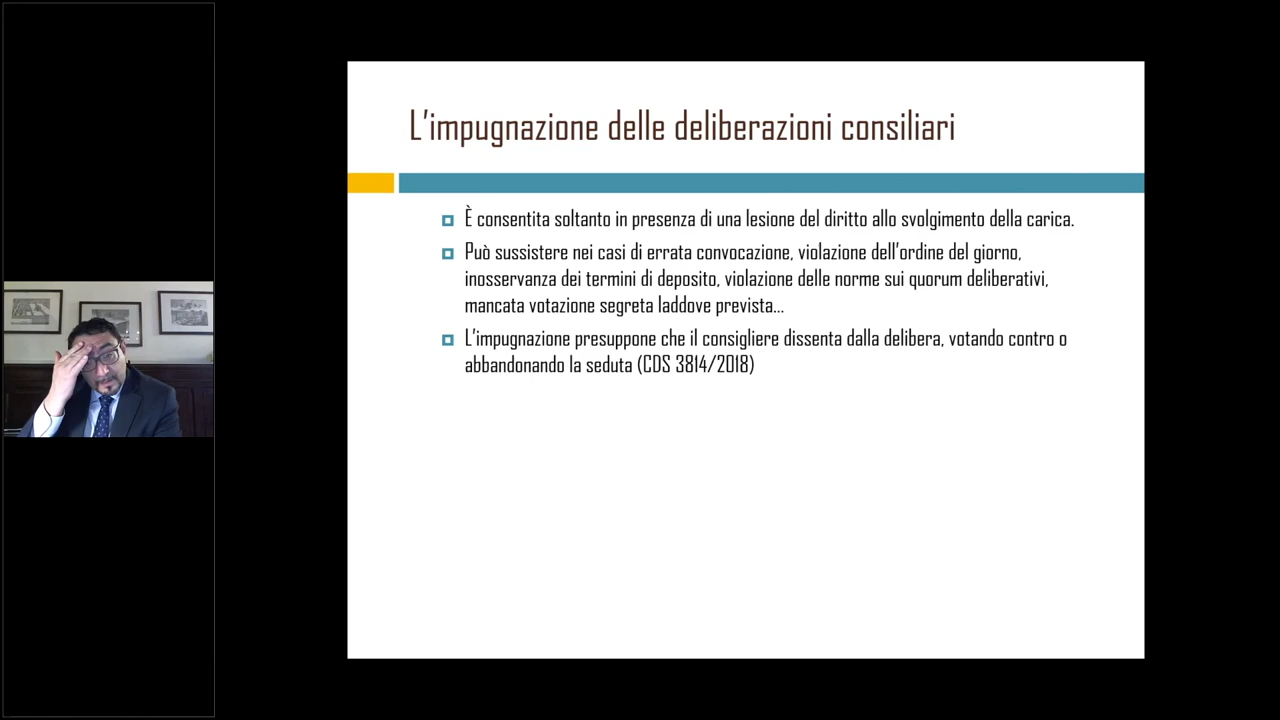 L'impugnazione delle deliberazioni consiliari
È consentita soltanto in presenza di una lesione del diritto allo svolgimento della carica.
Può sussistere nei casi di errata convocazione, violazione dell'ordine del giorno,
inosservanza dei termini di deposito, violazione delle norme sui quorum deliberativi,
mancata votazione segreta laddove prevista…
L'impugnazione presuppone che il consigliere dissenta dalla delibera, votando contro o
abbandonando la seduta (CDS 3814/2018)